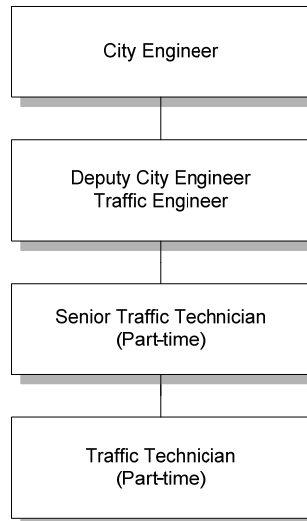 City Engineer
Deputy City Engineer
Traffic Engineer
Senior Traffic Technician
(Part-time)
Traffic Technician
(Part-time)